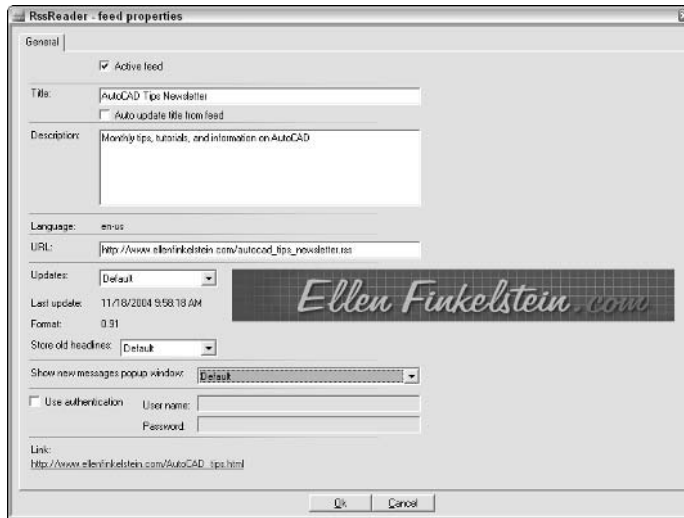 RssReader - feed properties
General
Active feed
Title: AutoCAD Tips Newsletter
Auto update title from feed
Description: Monthly tips, tutorials, and information on AutoCAD
Language: en-us
URL: http://www.ellenfinkelstein.com/autocad_tips_newsletter.rss
Updates: Default
Ellen Finkelstein.com
Last update: 11/18/2004 9:58:18 AM
Format: 0.91
Store old headlines: Default
Show new messages popup window: Default
Use authentication User name:
Password:
Link:
http://www.ellenfinkelstein.com/AutoCAD_tips.html
Ok Cancel